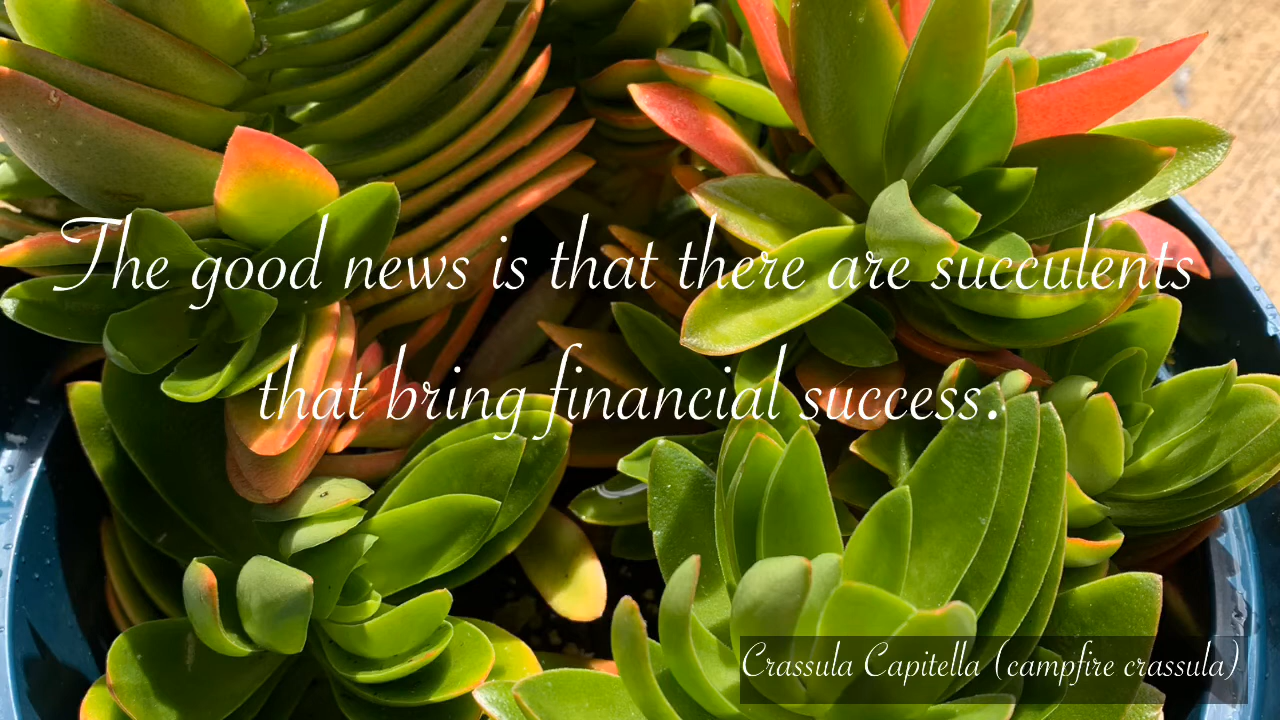 The good news is that there are succulents
that bring financial success.
Crassula Capitella (campfire crassula)